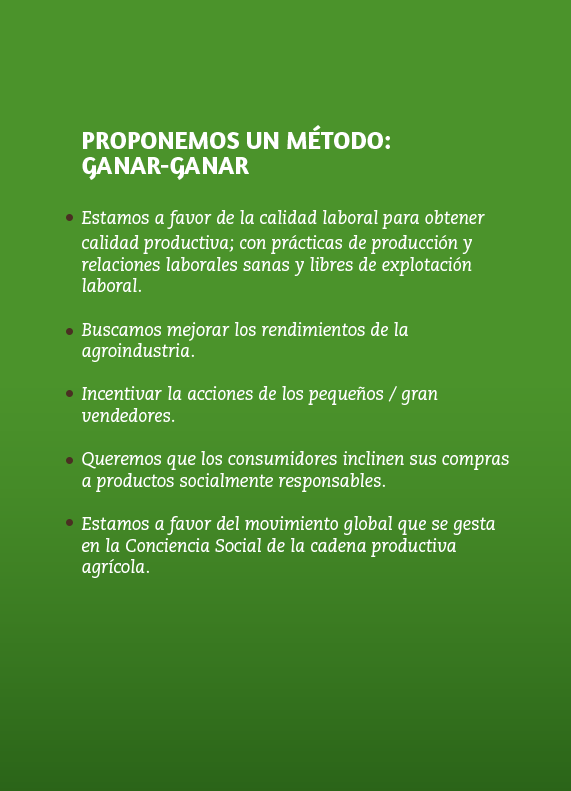 PROPONEMOS UN MÉTODO:
GANAR-GANAR
• Estamos a favor de la calidad laboral para obtener
calidad productiva; con prácticas de producción y
relaciones laborales sanas y libres de explotación
laboral.
• Buscamos mejorar los rendimientos de la
agroindustria.
• Incentivar la acciones de los pequeños / gran
vendedores.
• Queremos que los consumidores inclinen sus compras
a productos socialmente responsables.
• Estamos a favor del movimiento global que se gesta
en la Conciencia Social de la cadena productiva
agrícola.